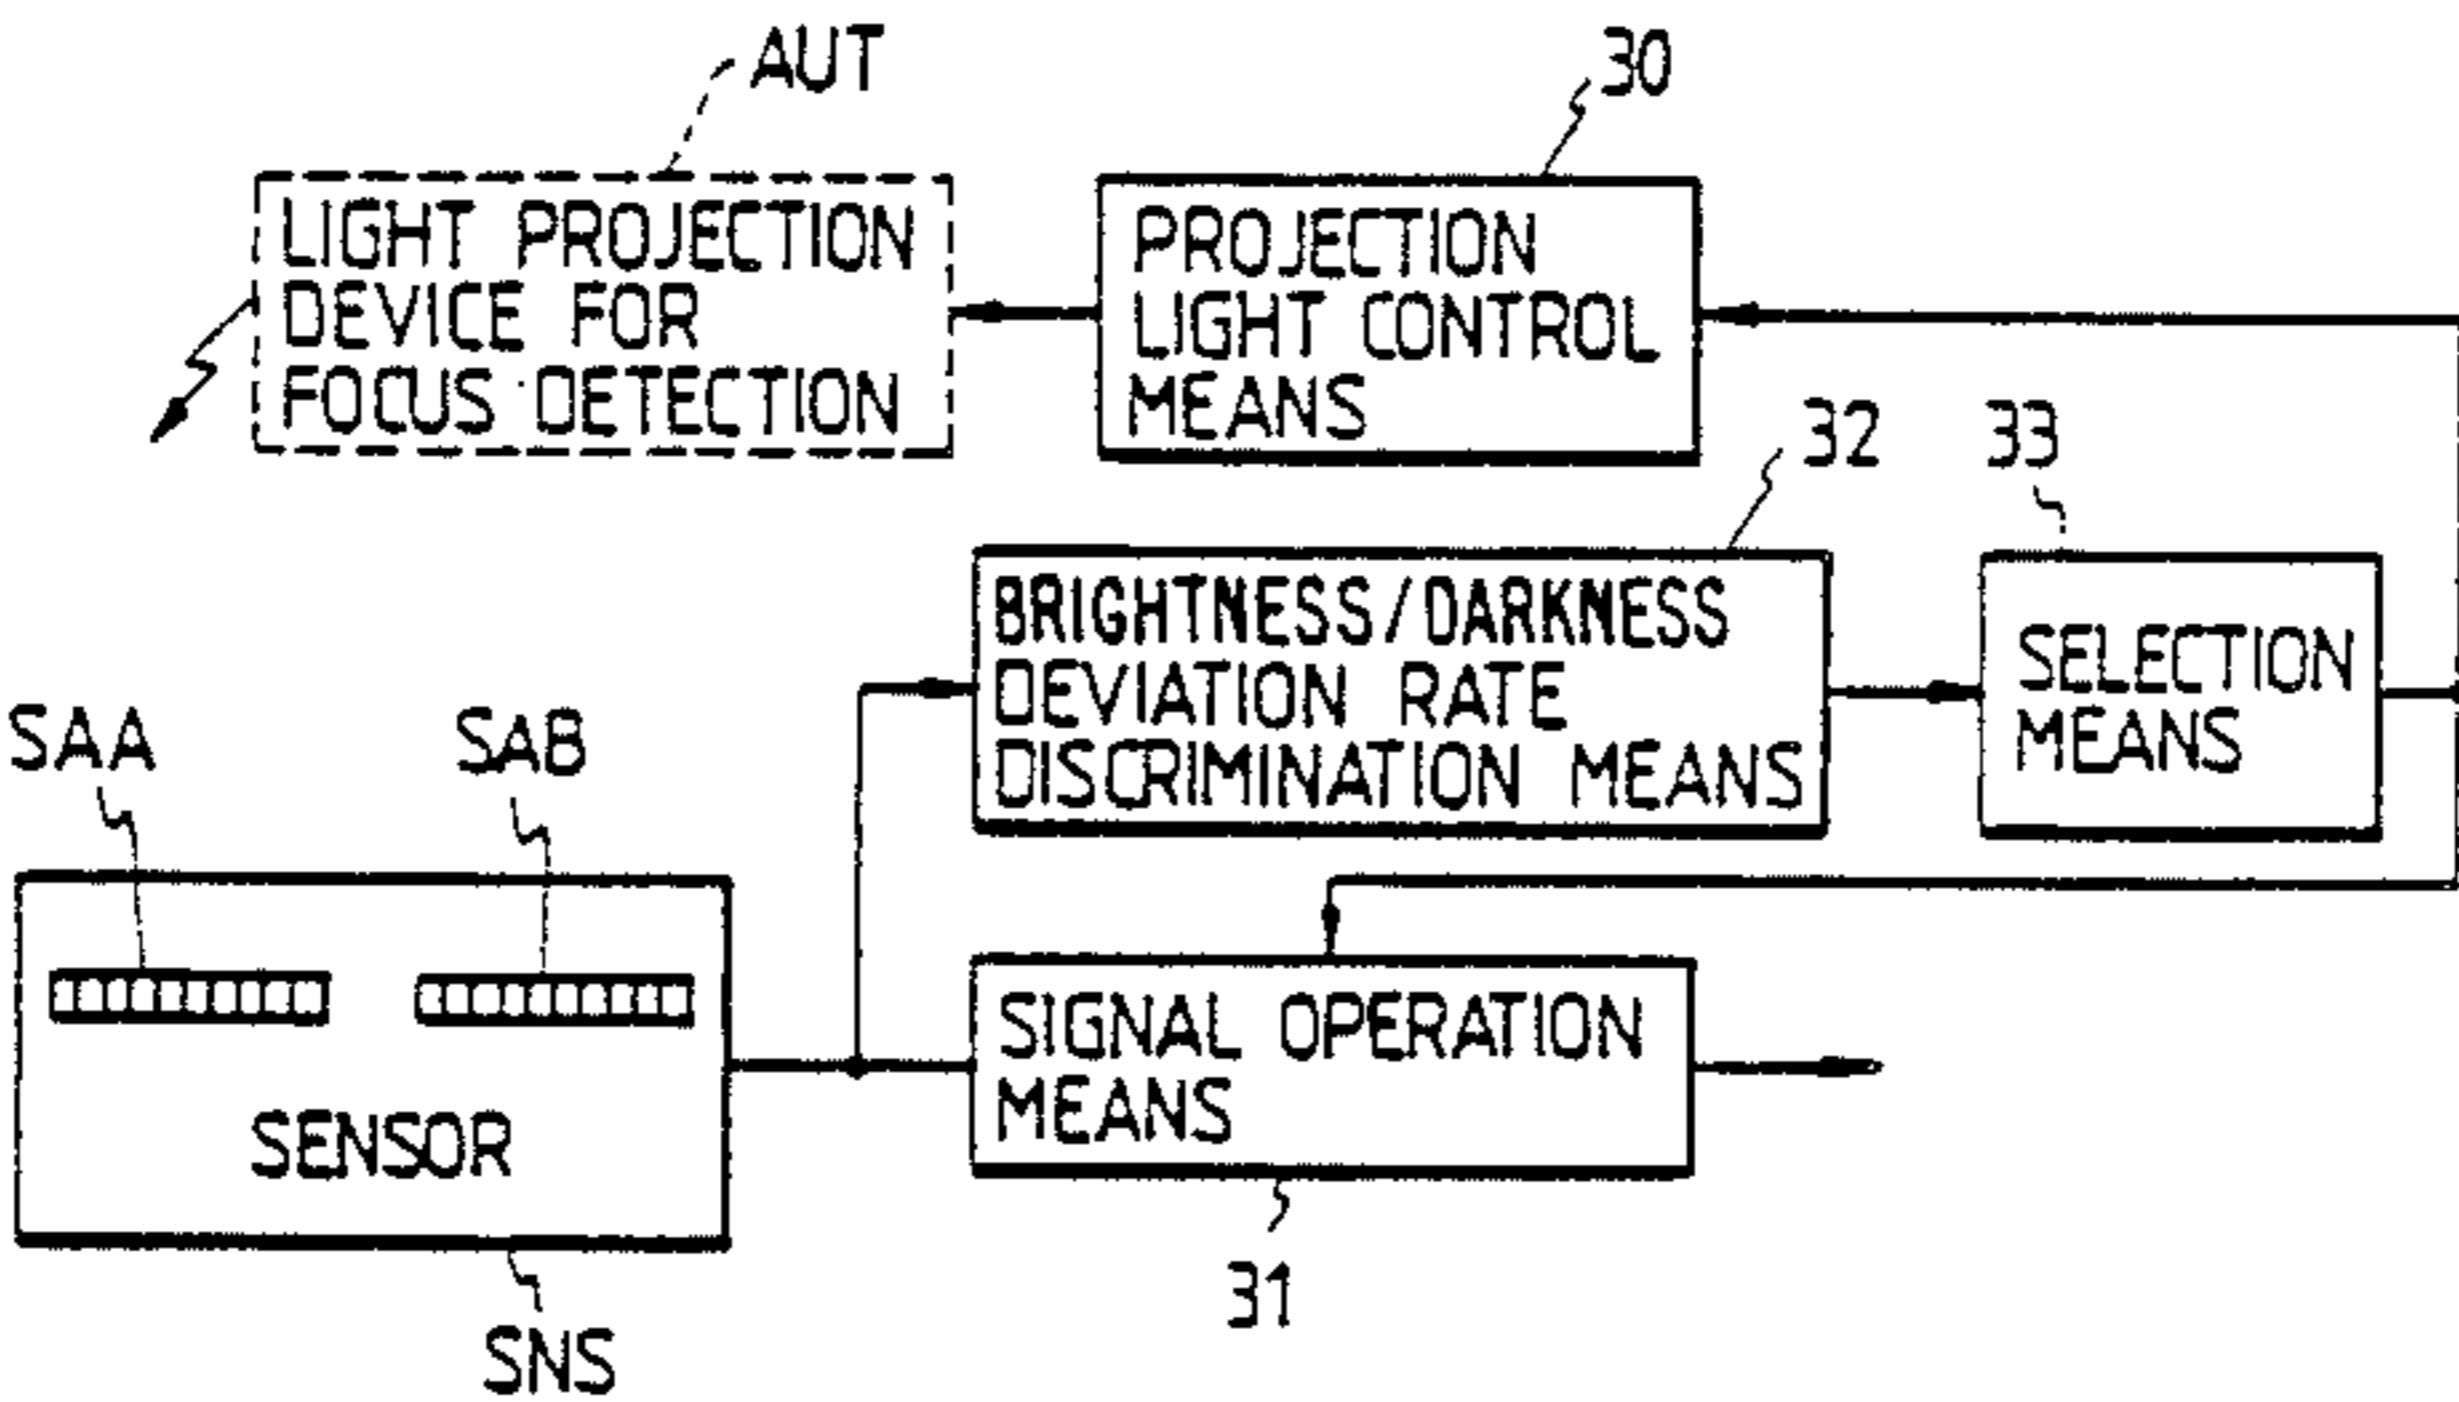 AUT
30
LIGHT PROJECTION
DEVICE FOR
FOCUS DETECTION
PROJECTION
LIGHT CONTROL
MEANS
32
33
BRIGHTNESS/DARKNESS
DEVIATION RATE
DISCRIMINATION MEANS
SELECTION
MEANS
SAA
SAB
SENSOR
SIGNAL OPERATION
MEANS
31
SNS